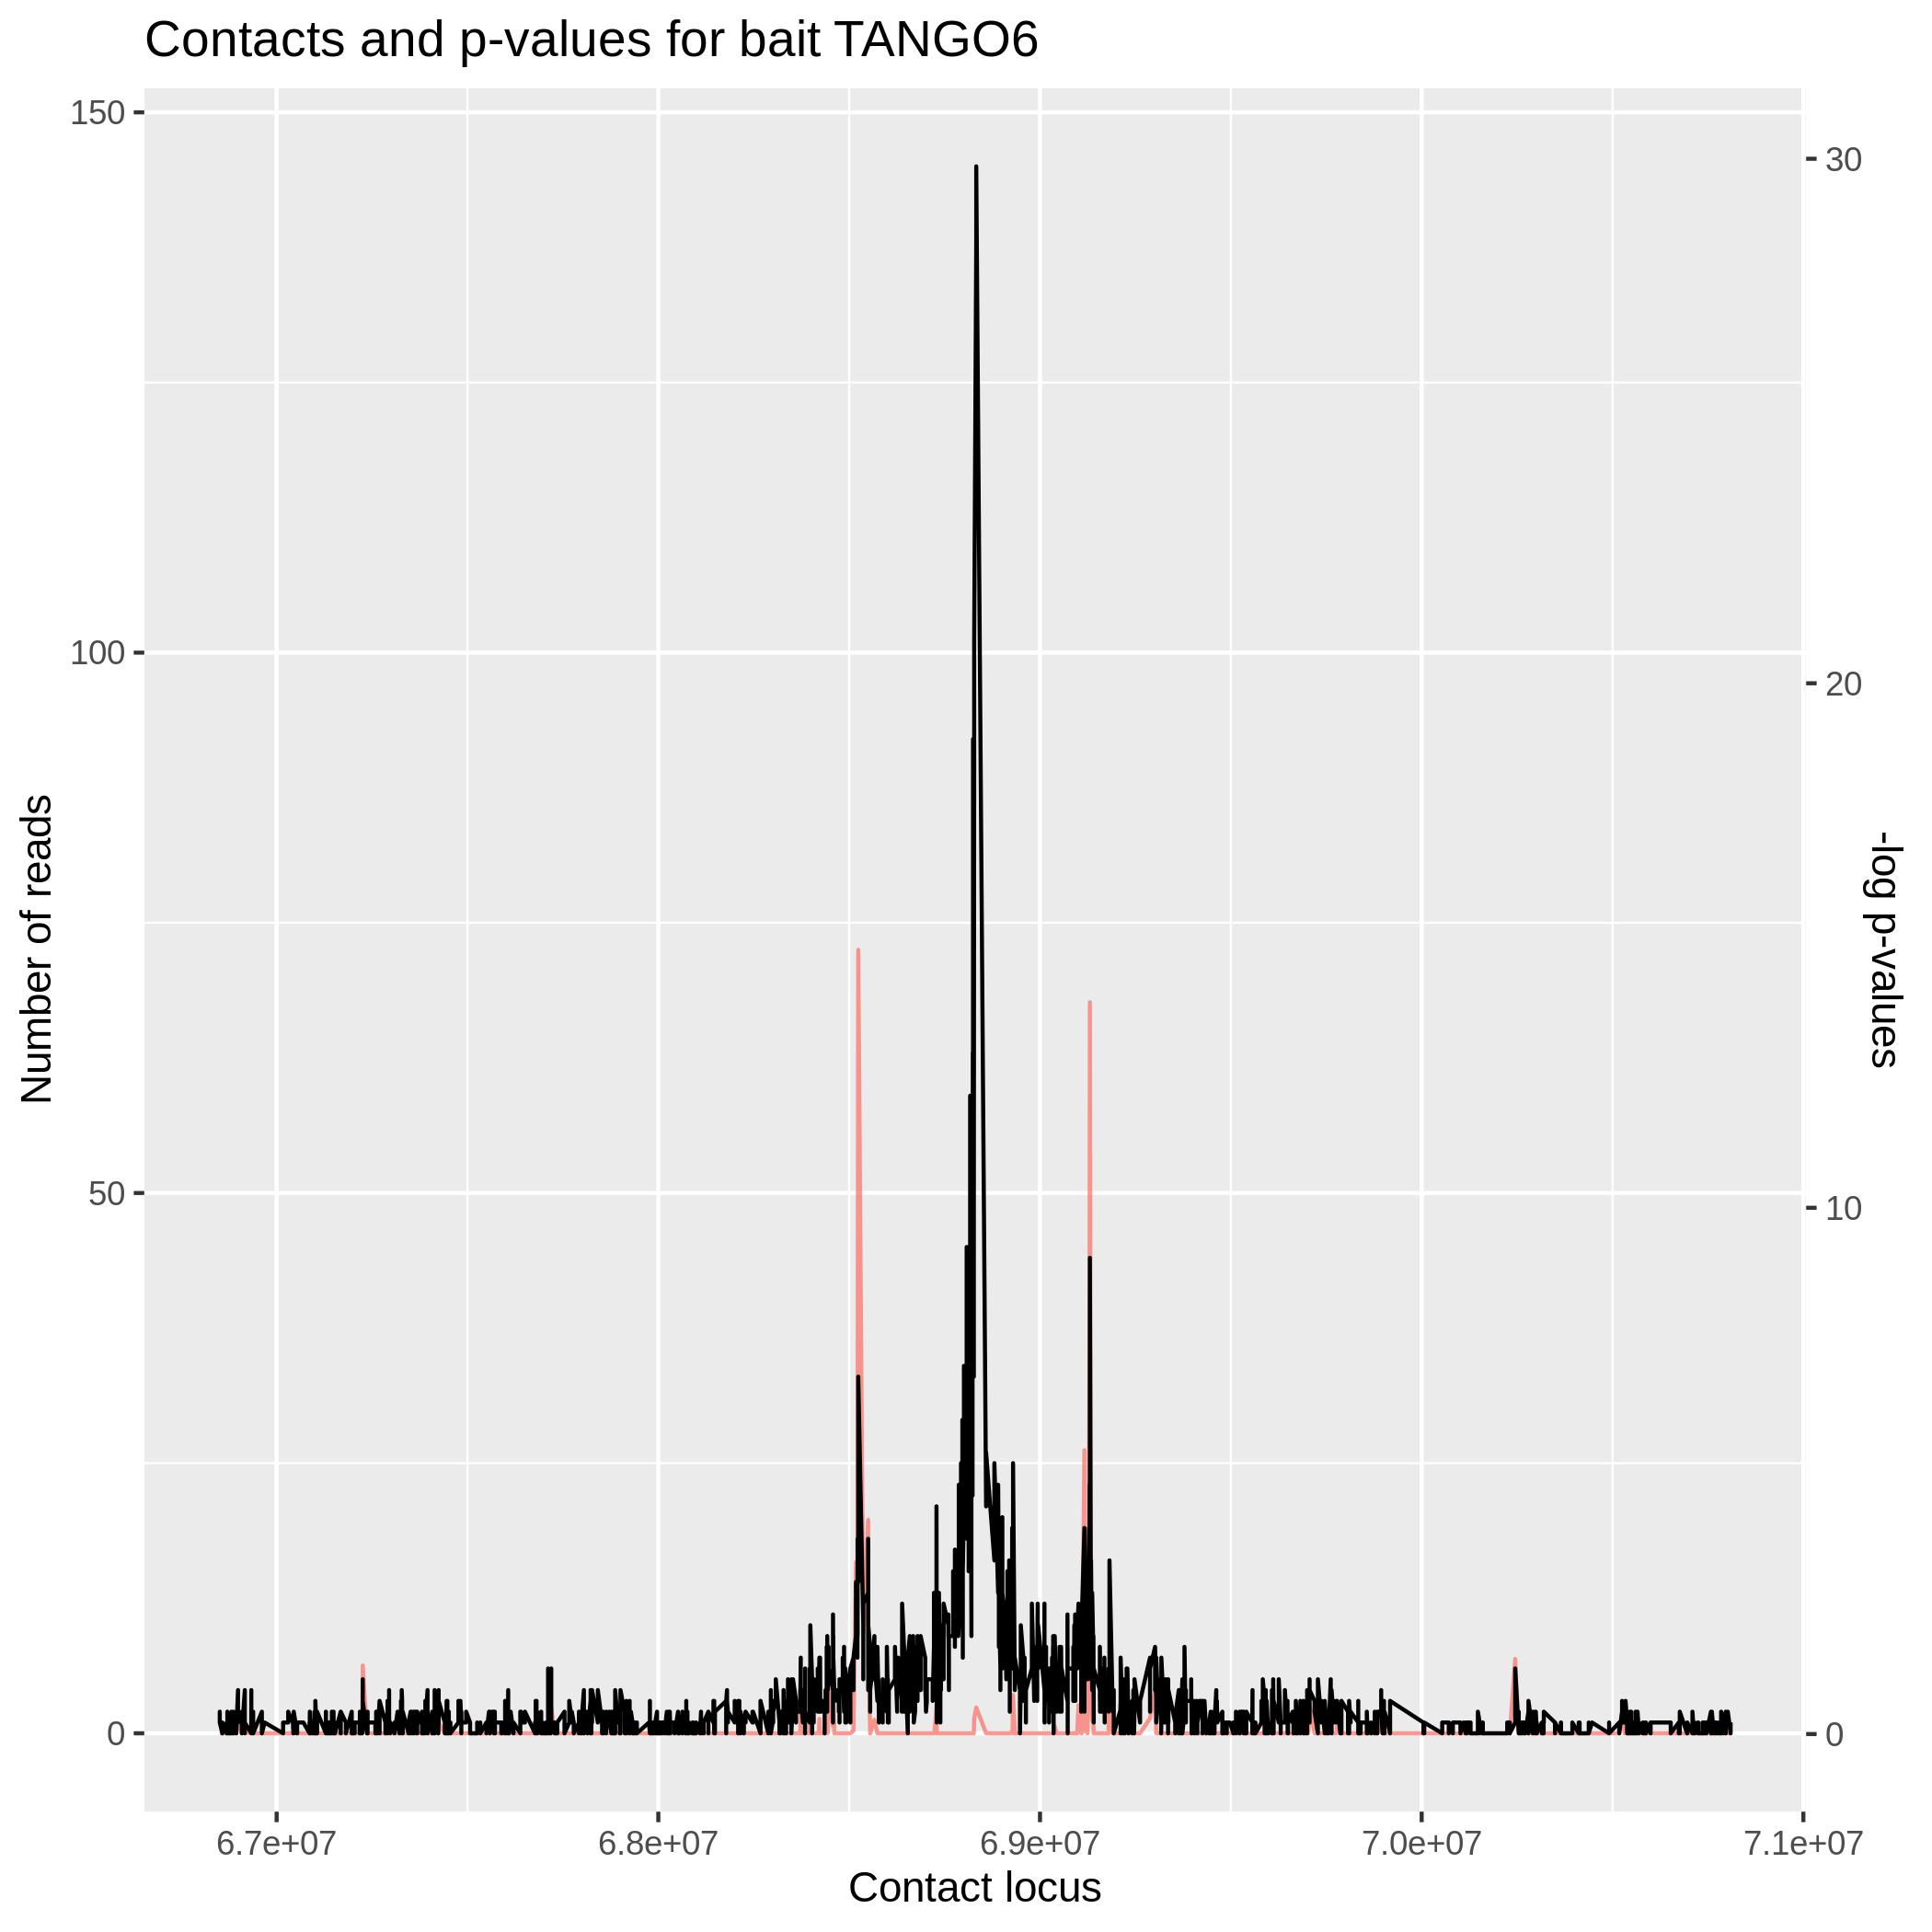 Contacts and p-values for bait TANGO6
150
100
50
0
Number of reads
30
20
10
0
-log p-values
6.7e+07 6.8e+07 6.9e+07 7.0e+07 7.1e+07
Contact locus